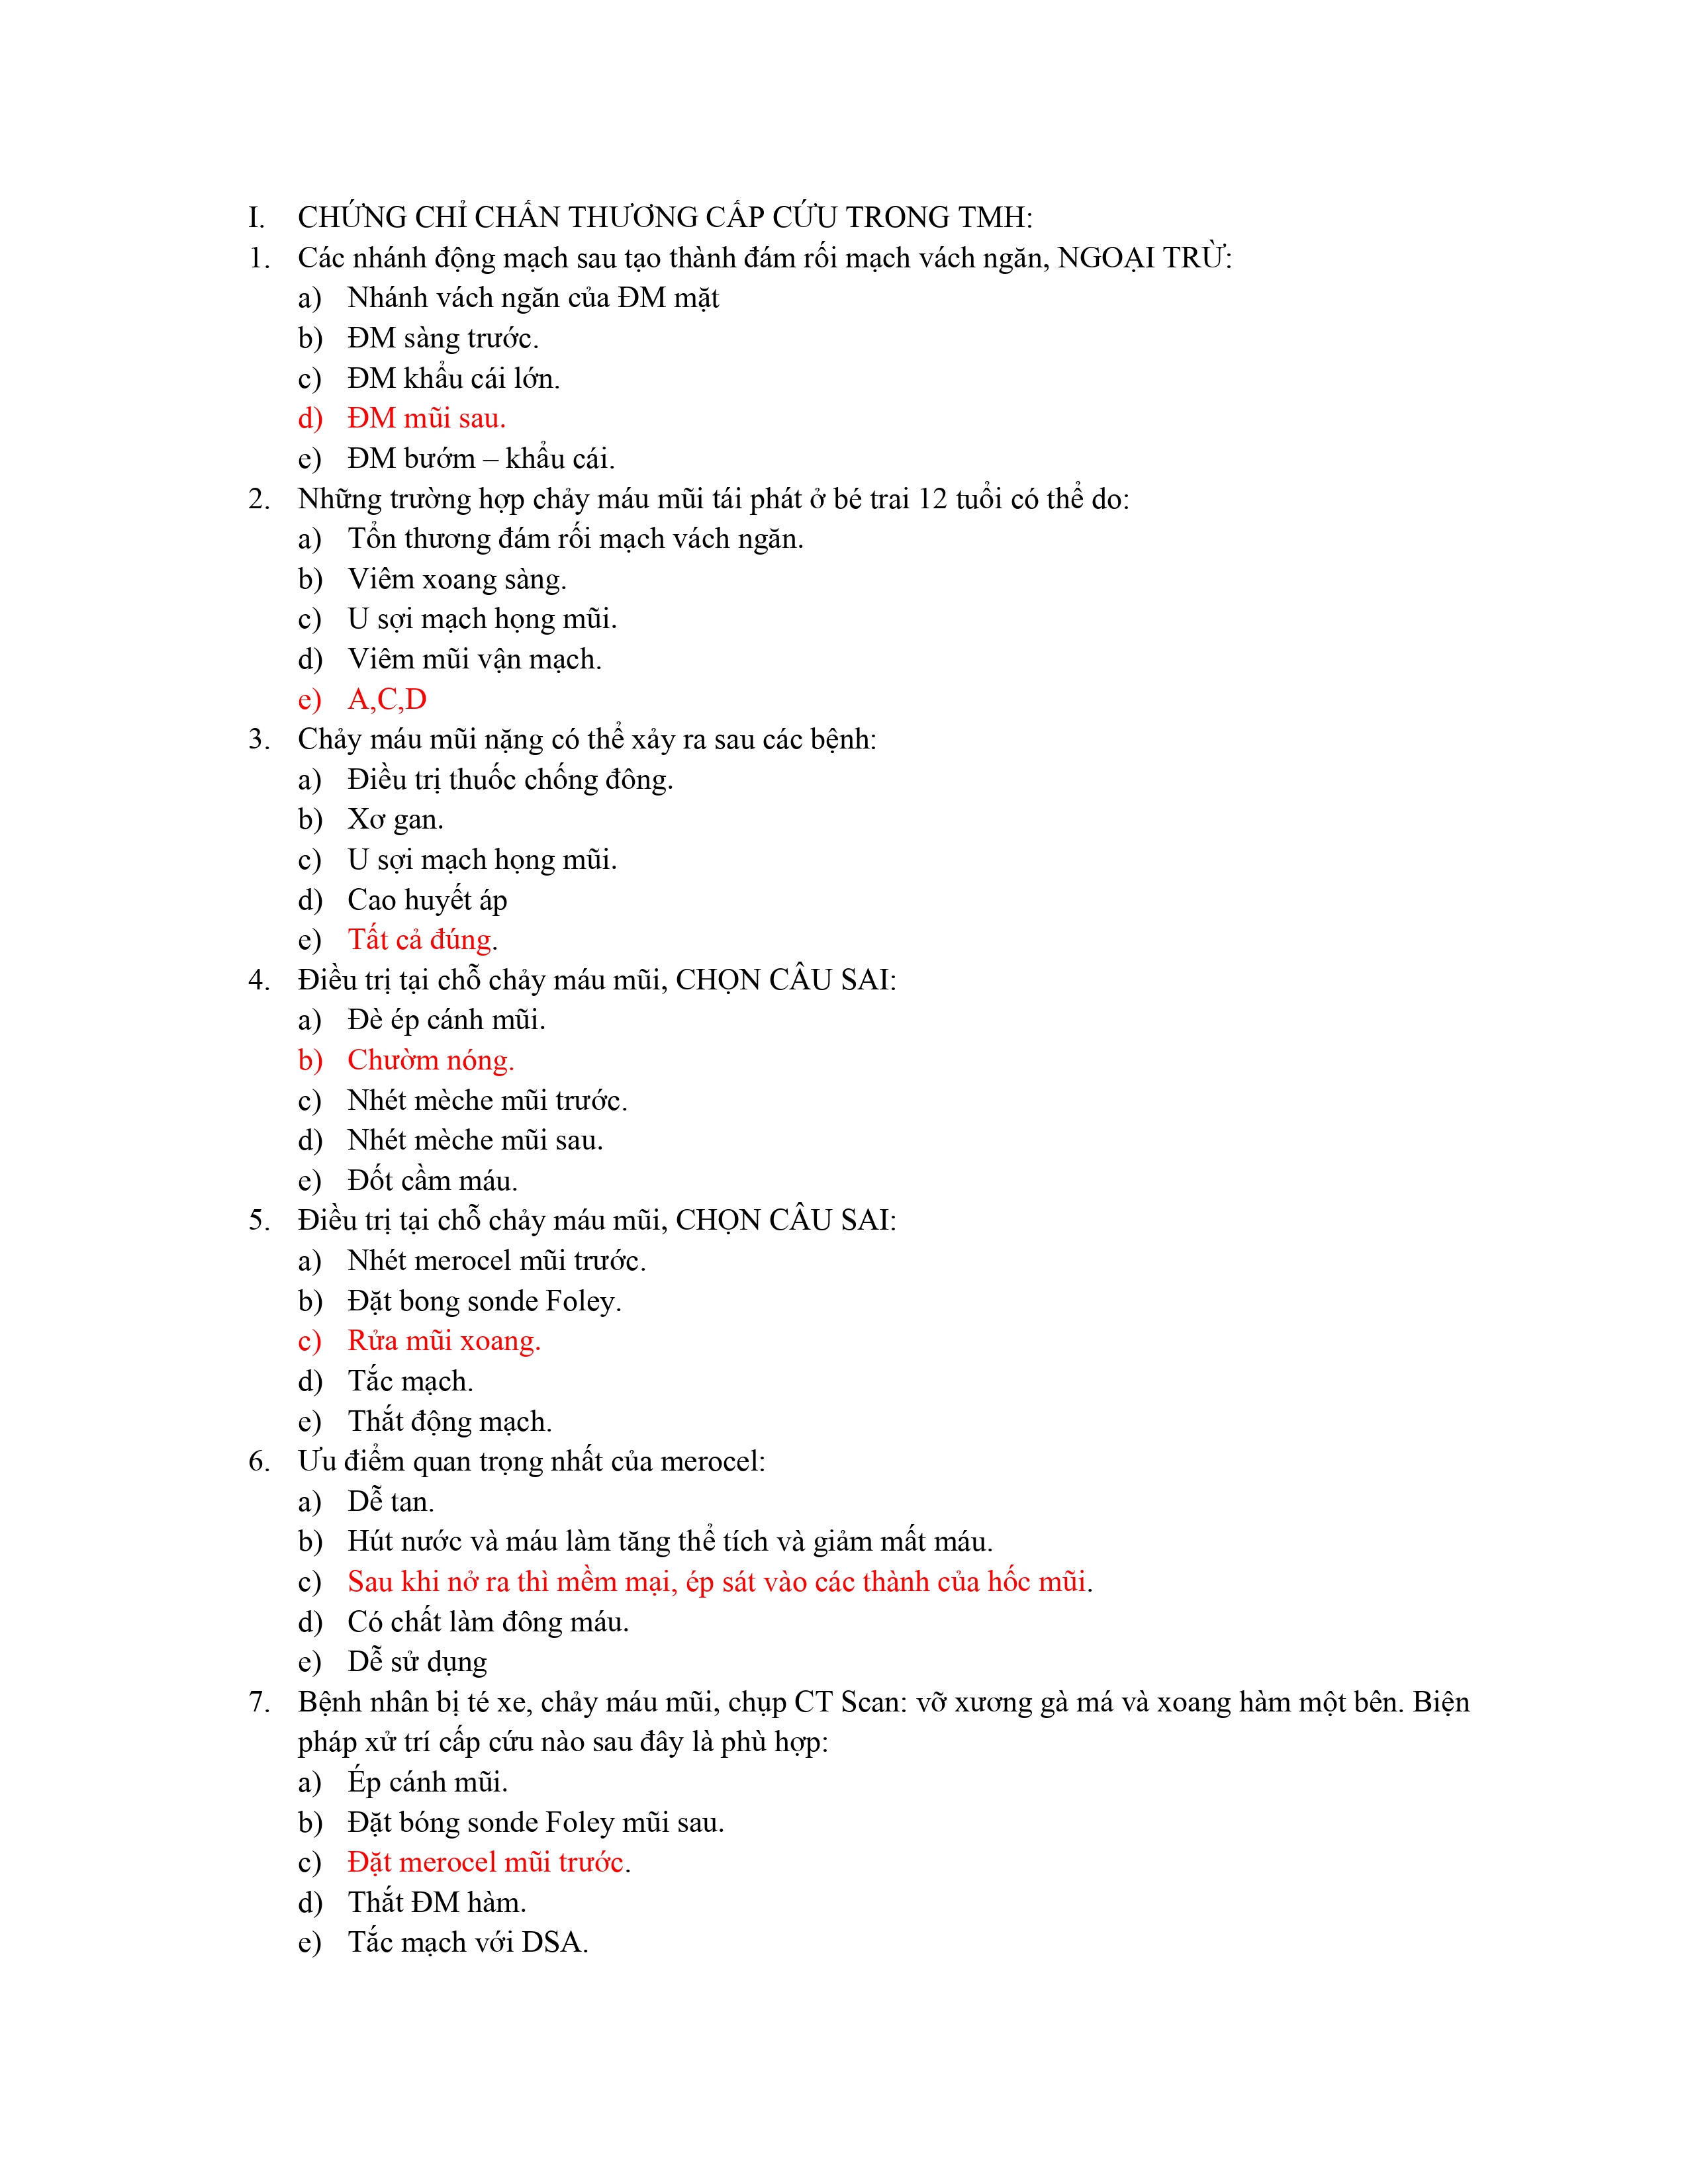 I. CHỨNG CHỈ CHẤN THƯƠNG CẤP CỨU TRONG TMH:
1. Các nhánh động mạch sau tạo thành đám rối mạch vách ngăn, NGOẠI TRỪ:
a) Nhánh vách ngăn của ĐM mặt
b) ĐM sàng trước.
c) ĐM khẩu cái lớn.
d) ĐM mũi sau.
e) ĐM bướm – khẩu cái.
2. Những trường hợp chảy máu mũi tái phát ở bé trai 12 tuổi có thể do:
a) Tổn thương đám rối mạch vách ngăn.
b) Viêm xoang sàng.
c) U sợi mạch họng mũi.
d) Viêm mũi vận mạch.
e) A,C,D
3. Chảy máu mũi nặng có thể xảy ra sau các bệnh:
a) Điều trị thuốc chống đông.
b) Xơ gan.
c) U sợi mạch họng mũi.
d) Cao huyết áp
e) Tất cả đúng.
4. Điều trị tại chỗ chảy máu mũi, CHỌN CÂU SAI:
a) Đè ép cánh mũi.
b) Chườm nóng.
c) Nhét mèche mũi trước.
d) Nhét mèche mũi sau.
e) Đốt cầm máu.
5. Điều trị tại chỗ chảy máu mũi, CHỌN CÂU SAI:
a) Nhét merocel mũi trước.
b) Đặt bong sonde Foley.
c) Rửa mũi xoang.
d) Tắc mạch.
e) Thắt động mạch.
6. Ưu điểm quan trọng nhất của merocel:
a) Dễ tan.
b) Hút nước và máu làm tăng thể tích và giảm mất máu.
c) Sau khi nở ra thì mềm mại, ép sát vào các thành của hốc mũi.
d) Có chất làm đông máu.
e) Dễ sử dụng
7. Bệnh nhân bị té xe, chảy máu mũi, chụp CT Scan: vỡ xương gà má và xoang hàm một bên. Biện
pháp xử trí cấp cứu nào sau đây là phù hợp:
a) Ép cánh mũi.
b) Đặt bóng sonde Foley mũi sau.
c) Đặt merocel mũi trước.
d) Thắt ĐM hàm.
e) Tắc mạch với DSA.